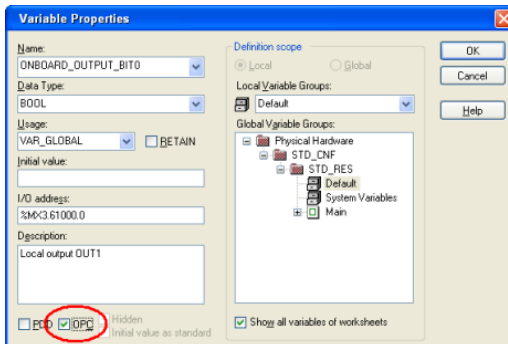 Variable Properties
Name:
ONBOARD_OUTPUT_BIT0
Data Type:
BOOL
Usage:
VAR_GLOBAL
RETAIN
Initial value:
I/O address:
%MX3.61000.0
Description:
Local output OUT1
PDD
OPC
Hidden
Initial value as standard
Definition scope
Local
Global
Local Variable Groups:
Default
Global Variable Groups:
Physical Hardware
STD_CNF
STD_RES
Default
System Variables
Main
Show all variables of worksheets
OK
Cancel
Help